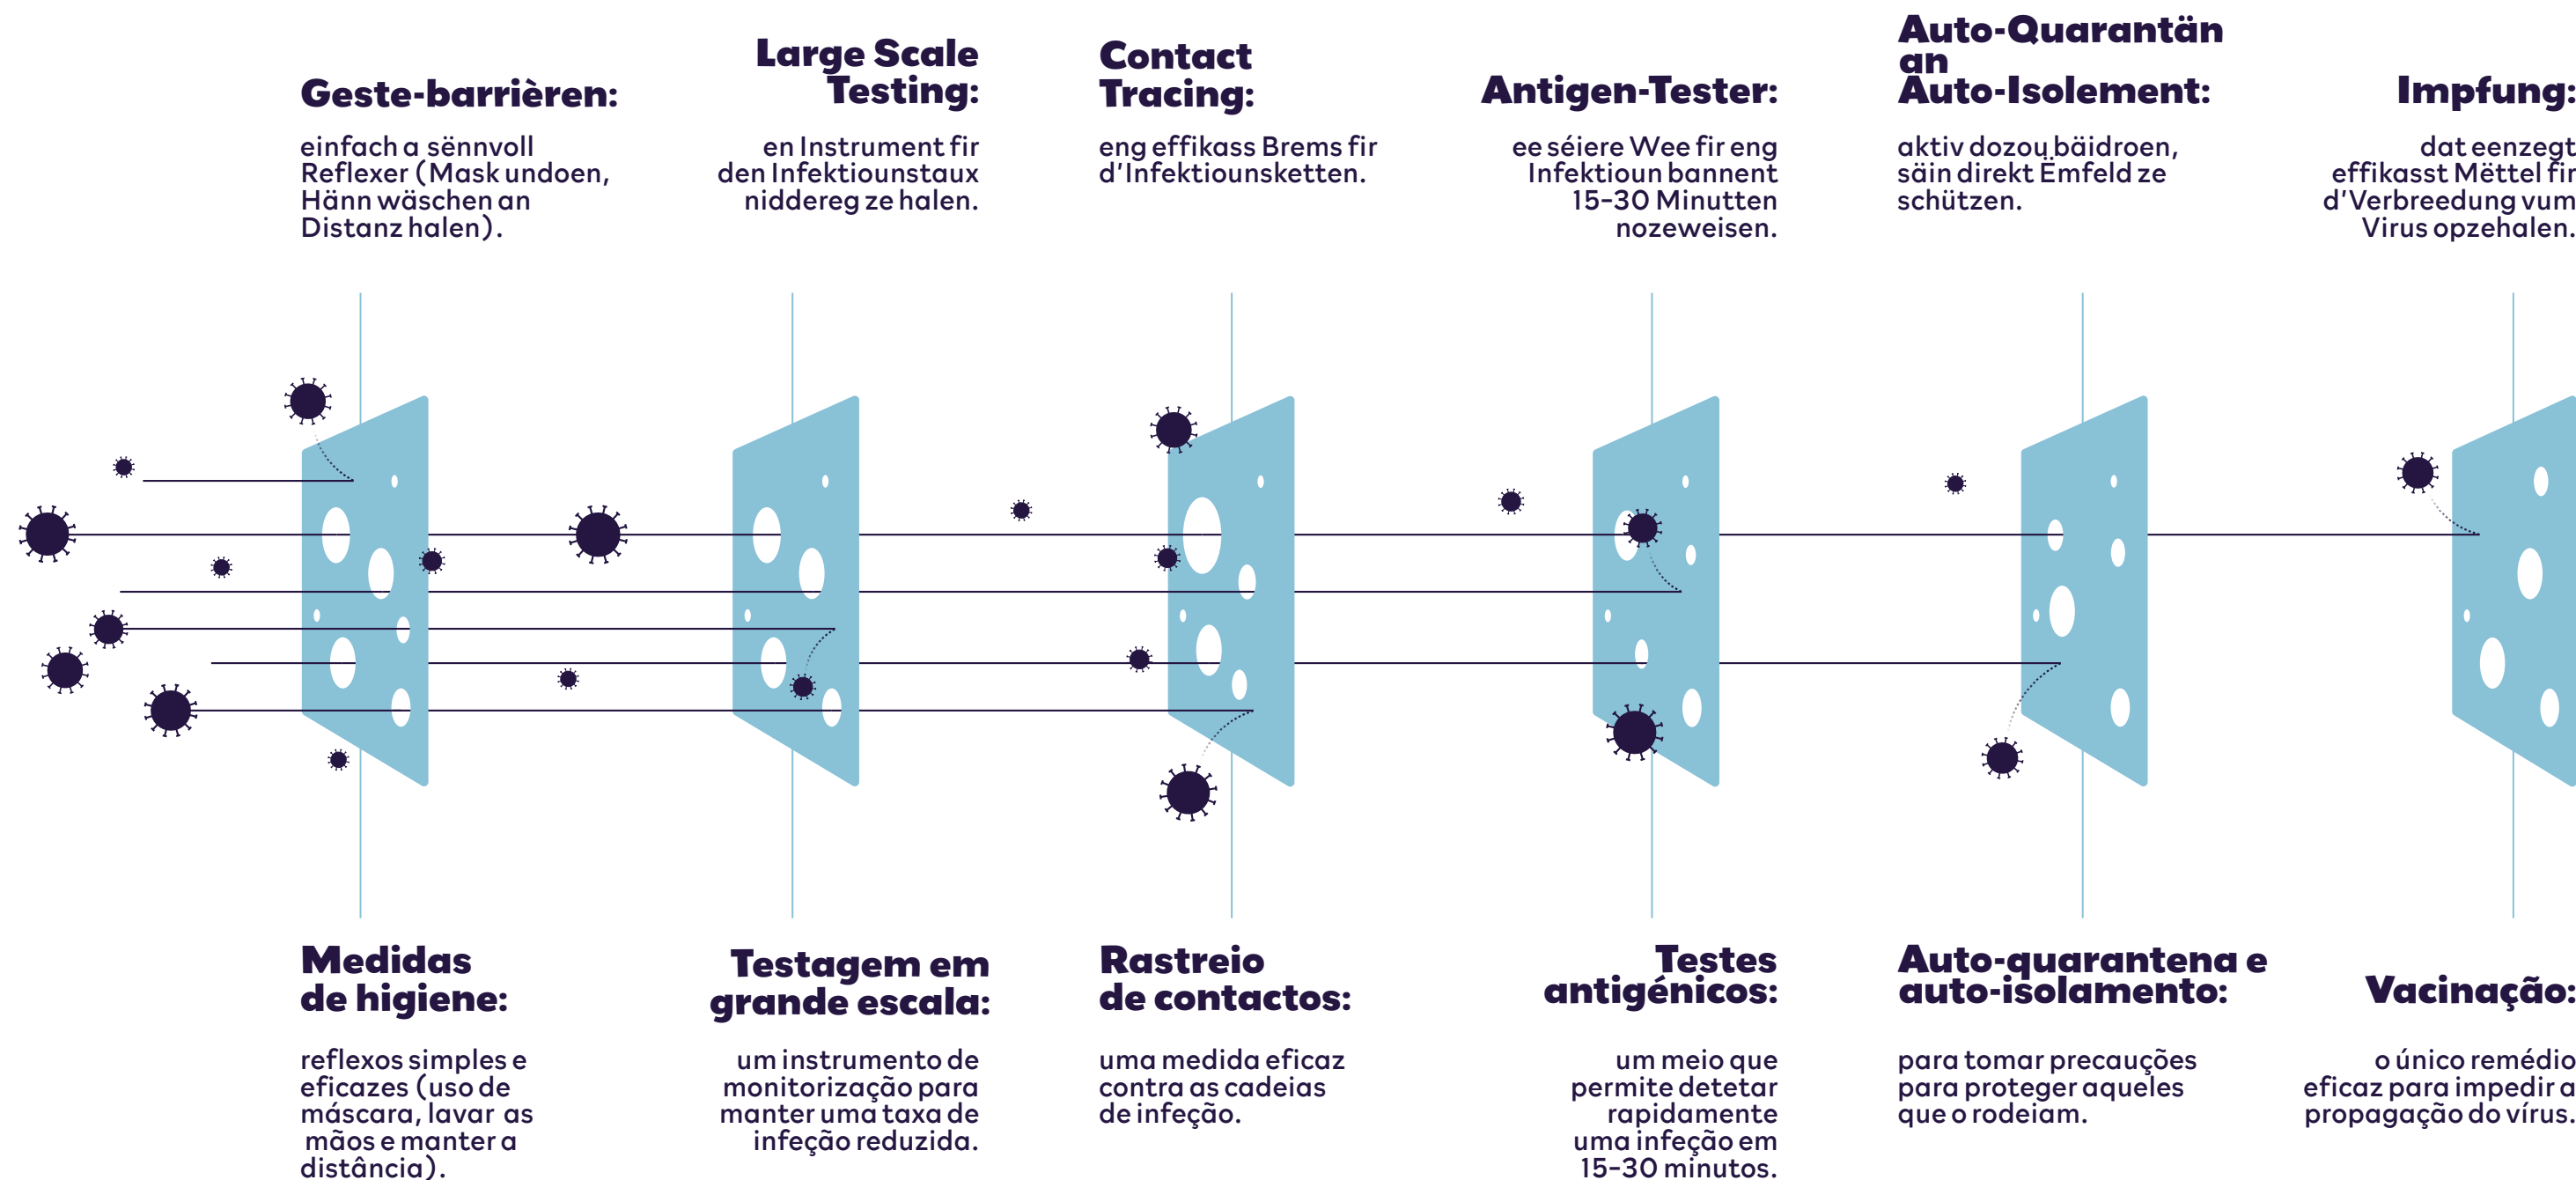 Geste-barrièren:
einfach a sënnvoll
Reflexer (Mask undoen,
Hänn wäschen an
Distanz halen).
Large Scale
Testing:
en Instrument fir
den Infektiounstaux
niddereg ze halen.
Contact
Tracing:
eng effikass Brems fir
d'Infektiounsketten.
Antigen-Tester:
ee séiere Wee fir eng
Infektioun bannent
15-30 Minutten
nozeweisen.
Auto-Quarantän
an
Auto-Isolement:
aktiv dozou bäidroen,
säin direkt Ëmfeld ze
schützen.
Impfung:
dat eenzegt
effikasst Mëttel fir
d'Verbreedung vum
Virus opzehalen.
Medidas
de higiene:
reflexos simples e
eficazes (uso de
máscara, lavar as
mãos e manter a
distância).
Testagem em
grande escala:
um instrumento de
monitorização para
manter uma taxa de
infeção reduzida.
Rastreio
de contactos:
uma medida eficaz
contra as cadeias
de infeção.
Testes
antigénicos:
um meio que
permite detetar
rapidamente
uma infeção em
15-30 minutos.
Auto-quarantena e
auto-isolamento:
para tomar precauções
para proteger aqueles
que o rodeiam.
Vacinação:
o único remédio
eficaz para impedir a
propagação do vírus.